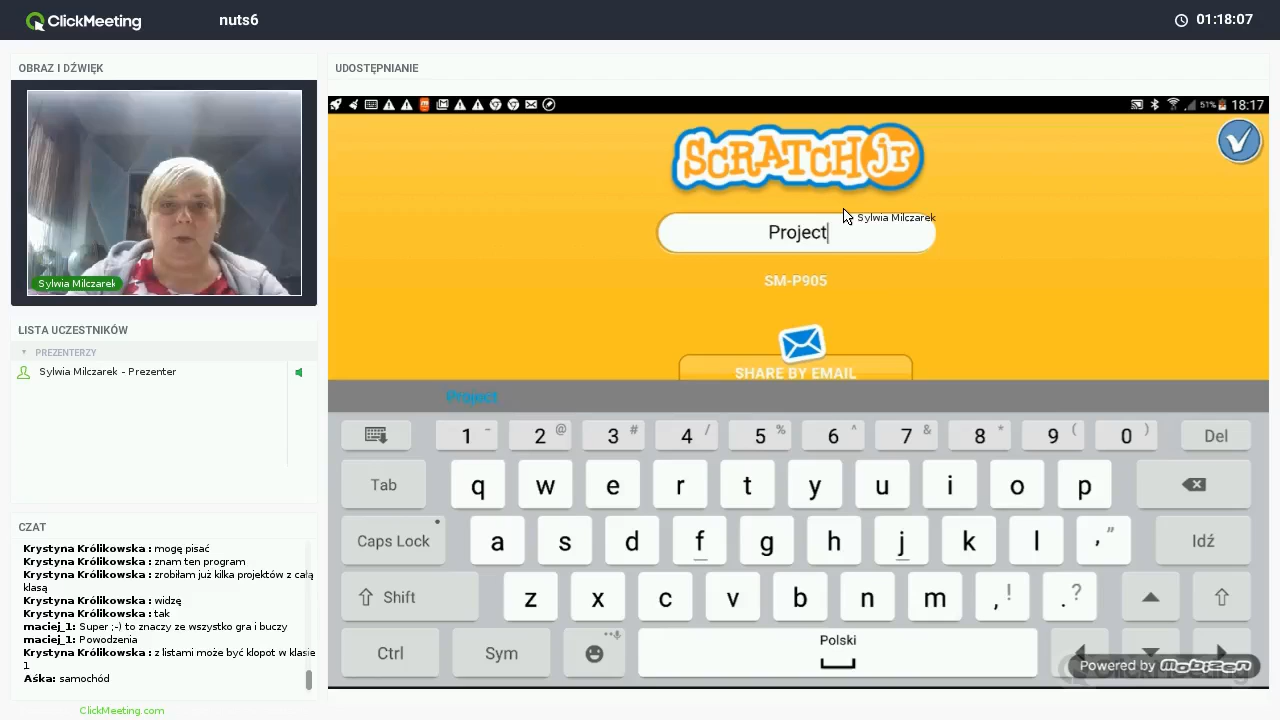 ClickMeeting
nuts6
01:18:07
OBRAZ I DŹWIĘK
UDOSTĘPNIANIE
51% 18:17
SCRATCH jr
Sylwia Milczarek
Project
SM-P905
SHARE BY EMAIL
Sylwia Milczarek
LISTA UCZESTNIKÓW
PREZENTERZY
Sylwia Milczarek - Prezenter
CZAT
Krystyna Królikowska : mogę pisać
Krystyna Królikowska : znam ten program
Krystyna Królikowska : zrobiłam już kilka projektów z całą
klasą
Krystyna Królikowska : widzę
Krystyna Królikowska : tak
maciej_1: Super ;-) to znaczy ze wszystko gra i buczy
maciej_1: Powodzenia
Krystyna Królikowska : z listami może być kłopot w klasie
1
Aśka: samochód
ClickMeeting.com
Project
1 - 2 @ 3 # 4 / 5 % 6 ^ 7 & 8 * 9 ( 0 ) Del
Tab q w e r t y u i o p
Caps Lock a s d f g h j k l ' " Idź
Shift z x c v b n m , ! . ?
Ctrl Sym Polski
Powered by Mobizen